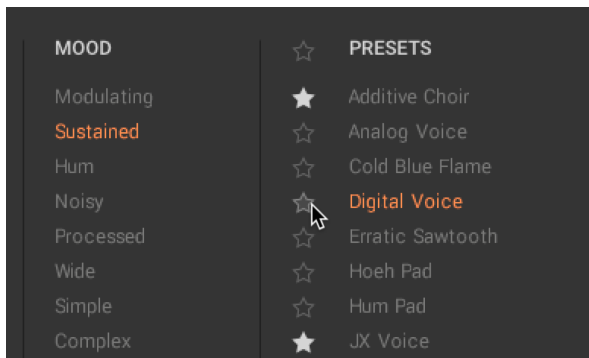 MOOD
Modulating
Sustained
Hum
Noisy
Processed
Wide
Simple
Complex
PRESETS
Additive Choir
Analog Voice
Cold Blue Flame
Digital Voice
Erratic Sawtooth
Hoeh Pad
Hum Pad
JX Voice